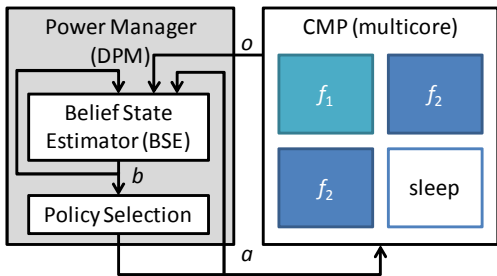 Power Manager
(DPM)
o
CMP (multicore)
Belief State
Estimator (BSE)
b
Policy Selection
a
f1
f2
f2
sleep